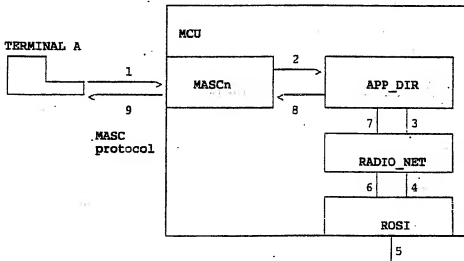 MCU
TERMINAL A
1
2
MASCn
APP_DIR
9
8
MASC
protocol
7
3
RADIO_NET
6
4
ROSI
5